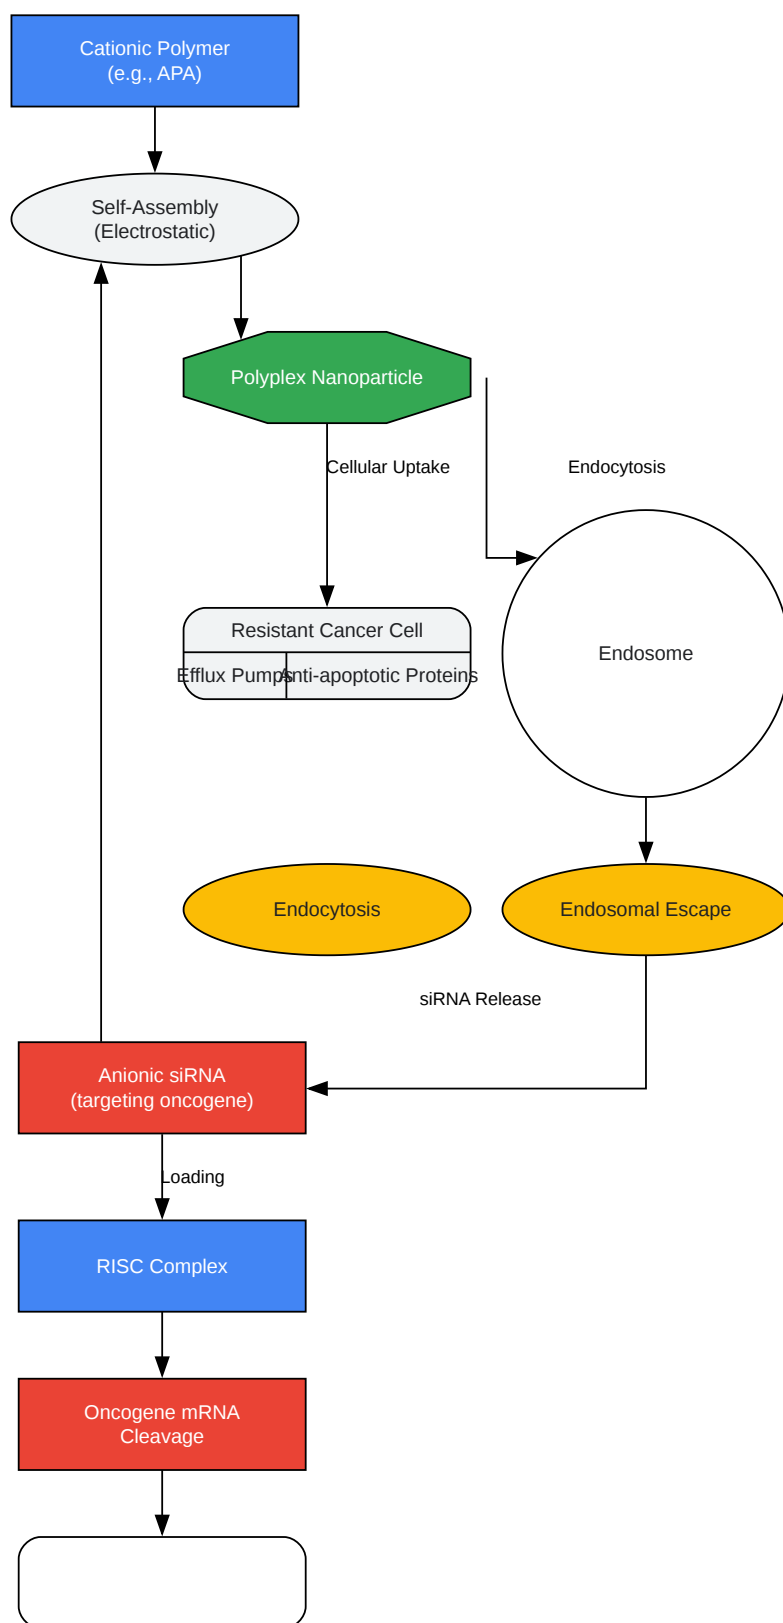 Cationic Polymer
(e.g., APA)
Self-Assembly
(Electrostatic)
Polyplex Nanoparticle
Cellular Uptake
Endocytosis
Resistant Cancer Cell
Efflux Pumps
Anti-apoptotic Proteins
Endosome
Endocytosis
Endosomal Escape
siRNA Release
Anionic siRNA
(targeting oncogene)
Loading
RISC Complex
Oncogene mRNA
Cleavage